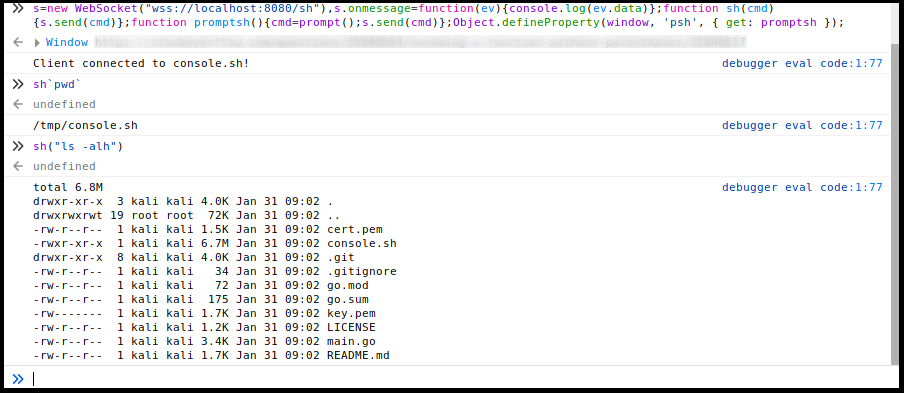 s=new WebSocket("wss://localhost:8080/sh"),s.onmessage=function(ev){console.log(ev.data)};function sh(cmd)
{s.send(cmd)};function promptsh(){cmd=prompt();s.send(cmd)};Object.defineProperty(window, 'psh', { get: promptsh });
Window
Client connected to console.sh! debugger eval code:1:77
sh`pwd`
undefined
/tmp/console.sh debugger eval code:1:77
sh("ls -alh")
undefined
total 6.8M debugger eval code:1:77
drwxr-xr-x  3 kali kali 4.0K Jan 31 09:02 .
drwxrwxrwt 19 root root  72K Jan 31 09:02 ..
-rw-r--r--  1 kali kali 1.5K Jan 31 09:02 cert.pem
-rwxr-xr-x  1 kali kali 6.7M Jan 31 09:02 console.sh
drwxr-xr-x  8 kali kali 4.0K Jan 31 09:02 .git
-rw-r--r--  1 kali kali   34 Jan 31 09:02 .gitignore
-rw-r--r--  1 kali kali   72 Jan 31 09:02 go.mod
-rw-r--r--  1 kali kali  175 Jan 31 09:02 go.sum
-rw-------  1 kali kali 1.7K Jan 31 09:02 key.pem
-rw-r--r--  1 kali kali 1.2K Jan 31 09:02 LICENSE
-rw-r--r--  1 kali kali 3.4K Jan 31 09:02 main.go
-rw-r--r--  1 kali kali 1.7K Jan 31 09:02 README.md